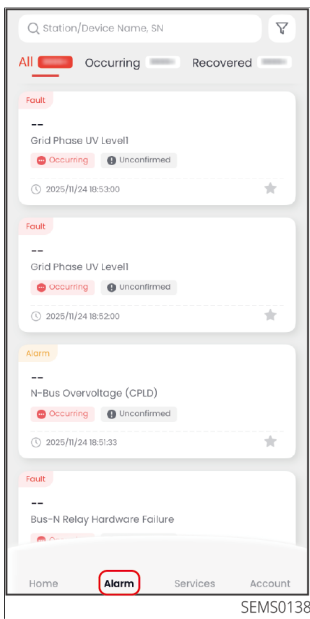 Station/Device Name, SN
All Occurring Recovered
Fault
--
Grid Phase UV Level1
Occurring Unconfirmed
2025/11/24 18:53:00
Fault
--
Grid Phase UV Level1
Occurring Unconfirmed
2025/11/24 18:52:00
Alarm
--
N-Bus Overvoltage (CPLD)
Occurring Unconfirmed
2025/11/24 18:51:33
Fault
--
Bus-N Relay Hardware Failure
Home Alarm Services Account
SEMS0138